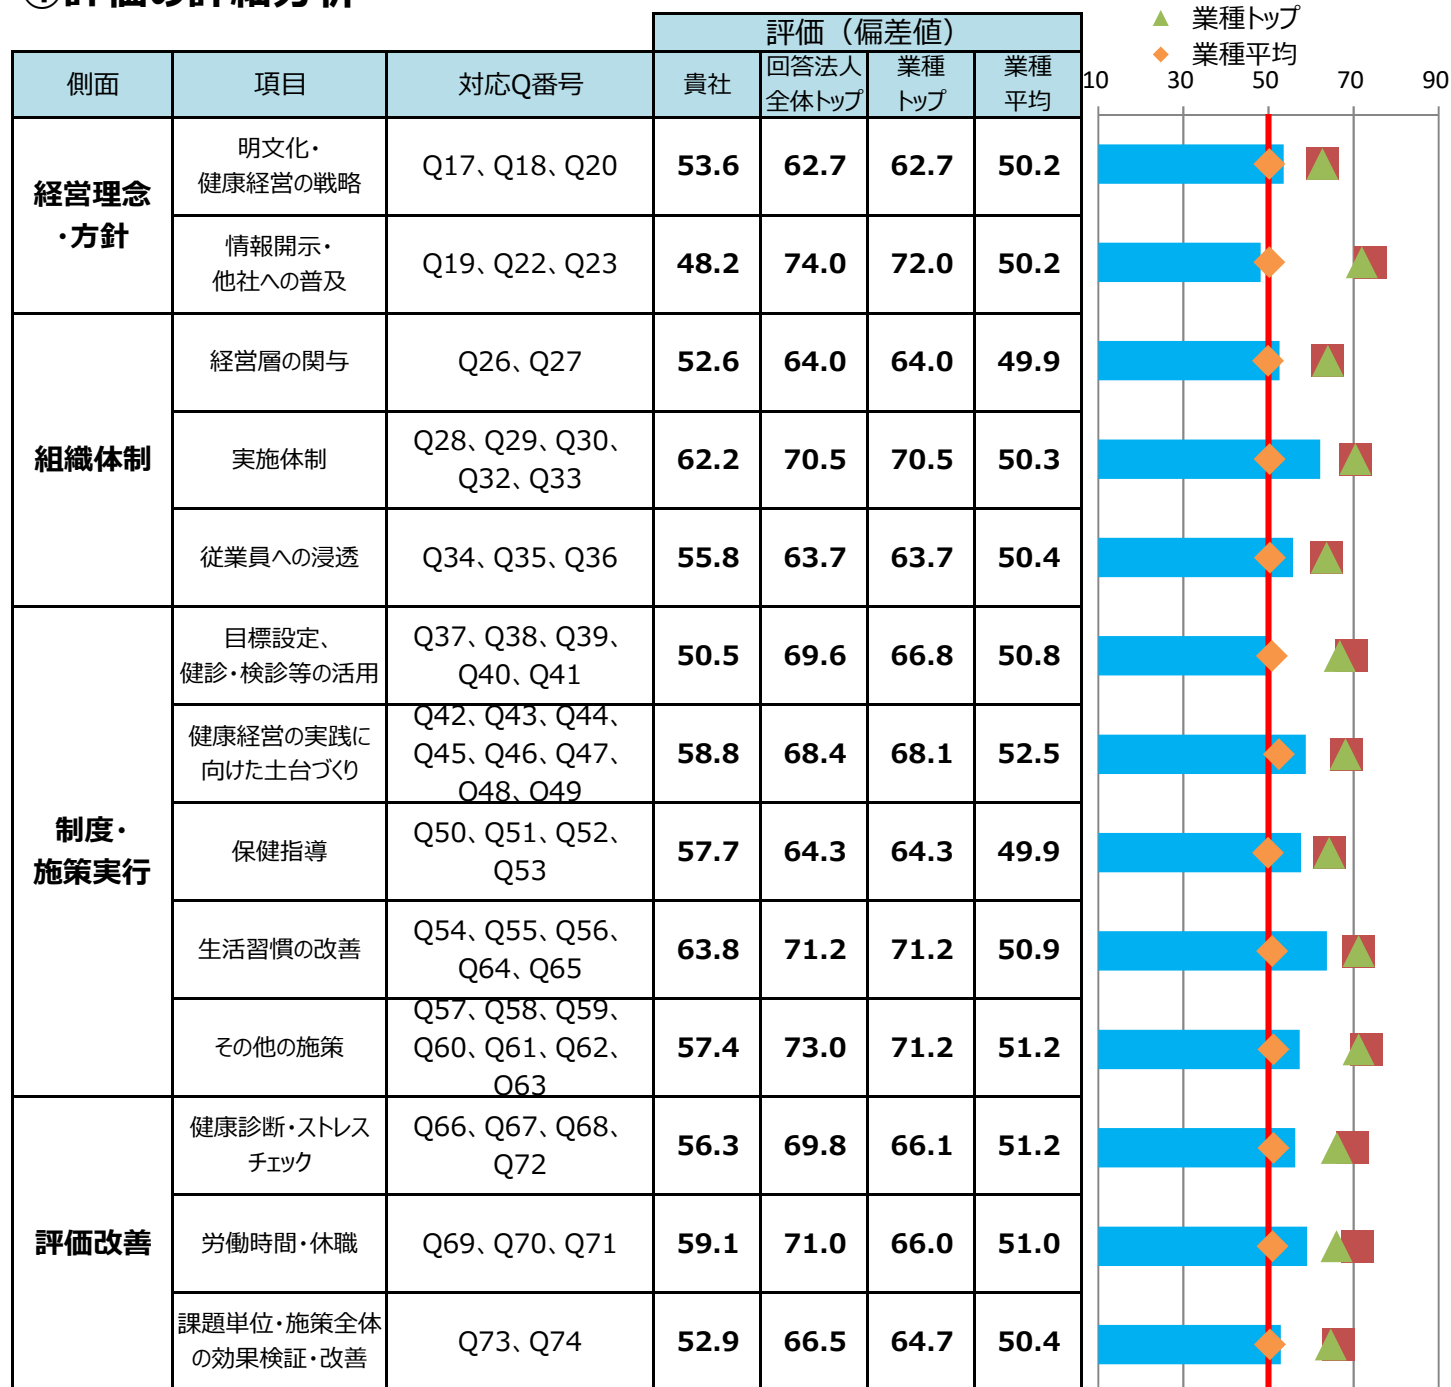 ④評価の詳細分析
▲ 業種トップ
◆ 業種平均
評価（偏差値）
側面 項目 対応Q番号 貴社 回答法人 業種 業種
全体トップ トップ 平均
10 30 50 70 90
経営理念
・方針
明文化・
健康経営の戦略
Q17、Q18、Q20
53.6 62.7 62.7 50.2
情報開示・
他社への普及
Q19、Q22、Q23
48.2 74.0 72.0 50.2
組織体制
経営層の関与
Q26、Q27
52.6 64.0 64.0 49.9
実施体制
Q28、Q29、Q30、
Q32、Q33
62.2 70.5 70.5 50.3
従業員への浸透
Q34、Q35、Q36
55.8 63.7 63.7 50.4
制度・
施策実行
目標設定、
健診・検診等の活用
Q37、Q38、Q39、
Q40、Q41
50.5 69.6 66.8 50.8
健康経営の実践に
向けた土台づくり
Q42、Q43、Q44、
Q45、Q46、Q47、
Q48、Q49
58.8 68.4 68.1 52.5
保健指導
Q50、Q51、Q52、
Q53
57.7 64.3 64.3 49.9
生活習慣の改善
Q54、Q55、Q56、
Q64、Q65
63.8 71.2 71.2 50.9
その他の施策
Q57、Q58、Q59、
Q60、Q61、Q62、
Q63
57.4 73.0 71.2 51.2
評価改善
健康診断・ストレス
チェック
Q66、Q67、Q68、
Q72
56.3 69.8 66.1 51.2
労働時間・休職
Q69、Q70、Q71
59.1 71.0 66.0 51.0
課題単位・施策全体
の効果検証・改善
Q73、Q74
52.9 66.5 64.7 50.4